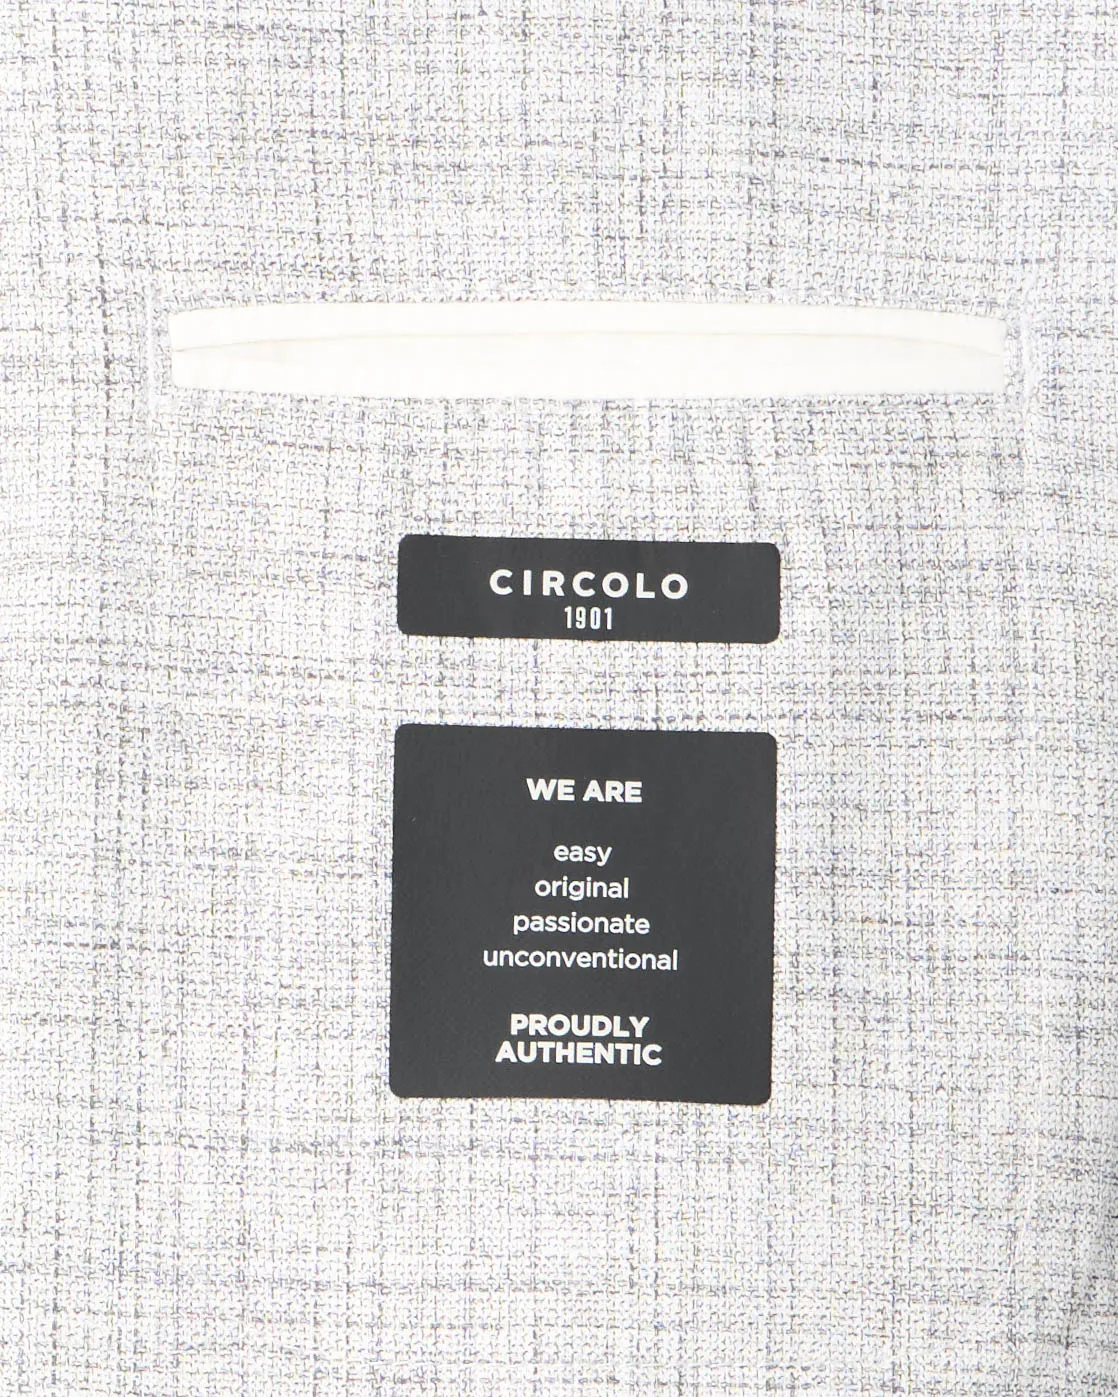 CIRCOLO
1901
WE ARE
easy
original
passionate
unconventional
PROUDLY
AUTHENTIC